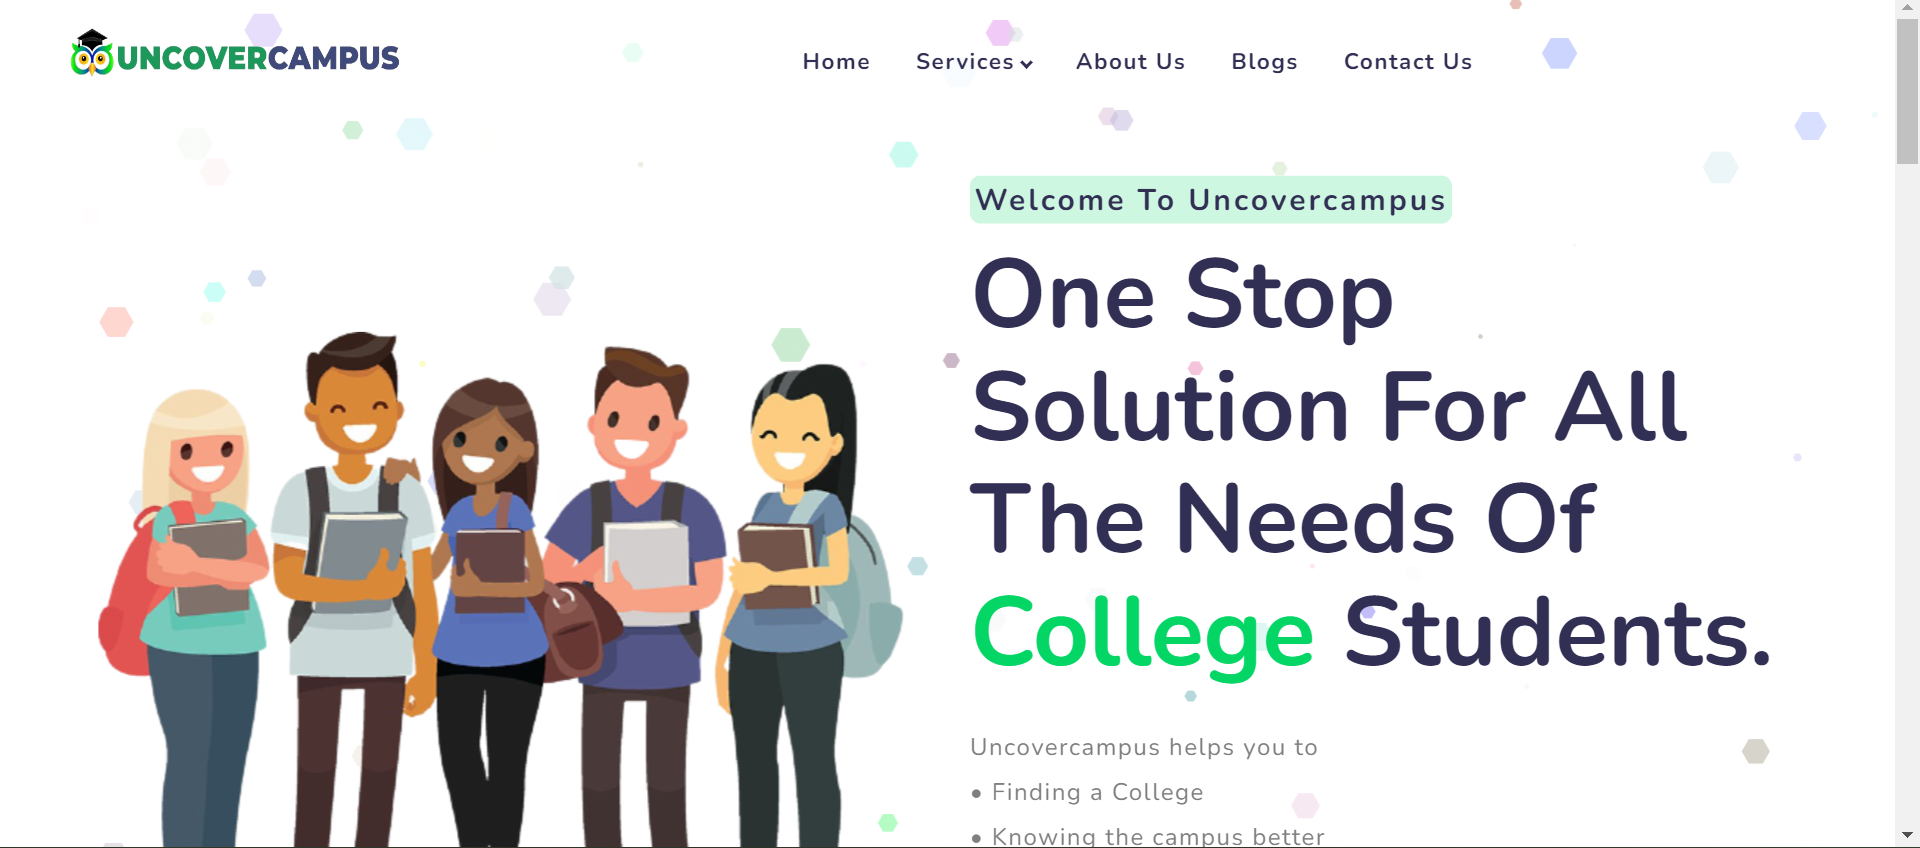 UNCOVERCAMPUS
Home Services About Us Blogs Contact Us
Welcome To Uncovercampus
One Stop
Solution For All
The Needs Of
College Students.
Uncovercampus helps you to
• Finding a College
• Knowing the campus better